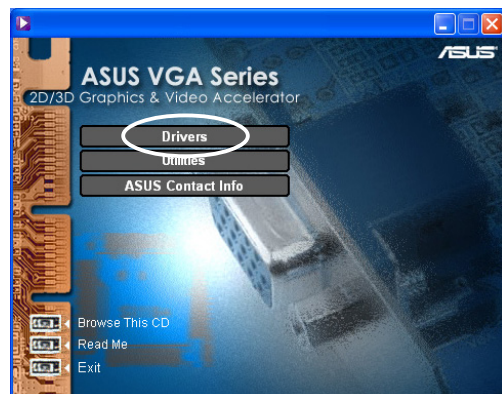 ASUS
ASUS VGA Series
2D/3D Graphics & Video Accelerator
Drivers
Utilities
ASUS Contact Info
Browse This CD
Read Me
Exit